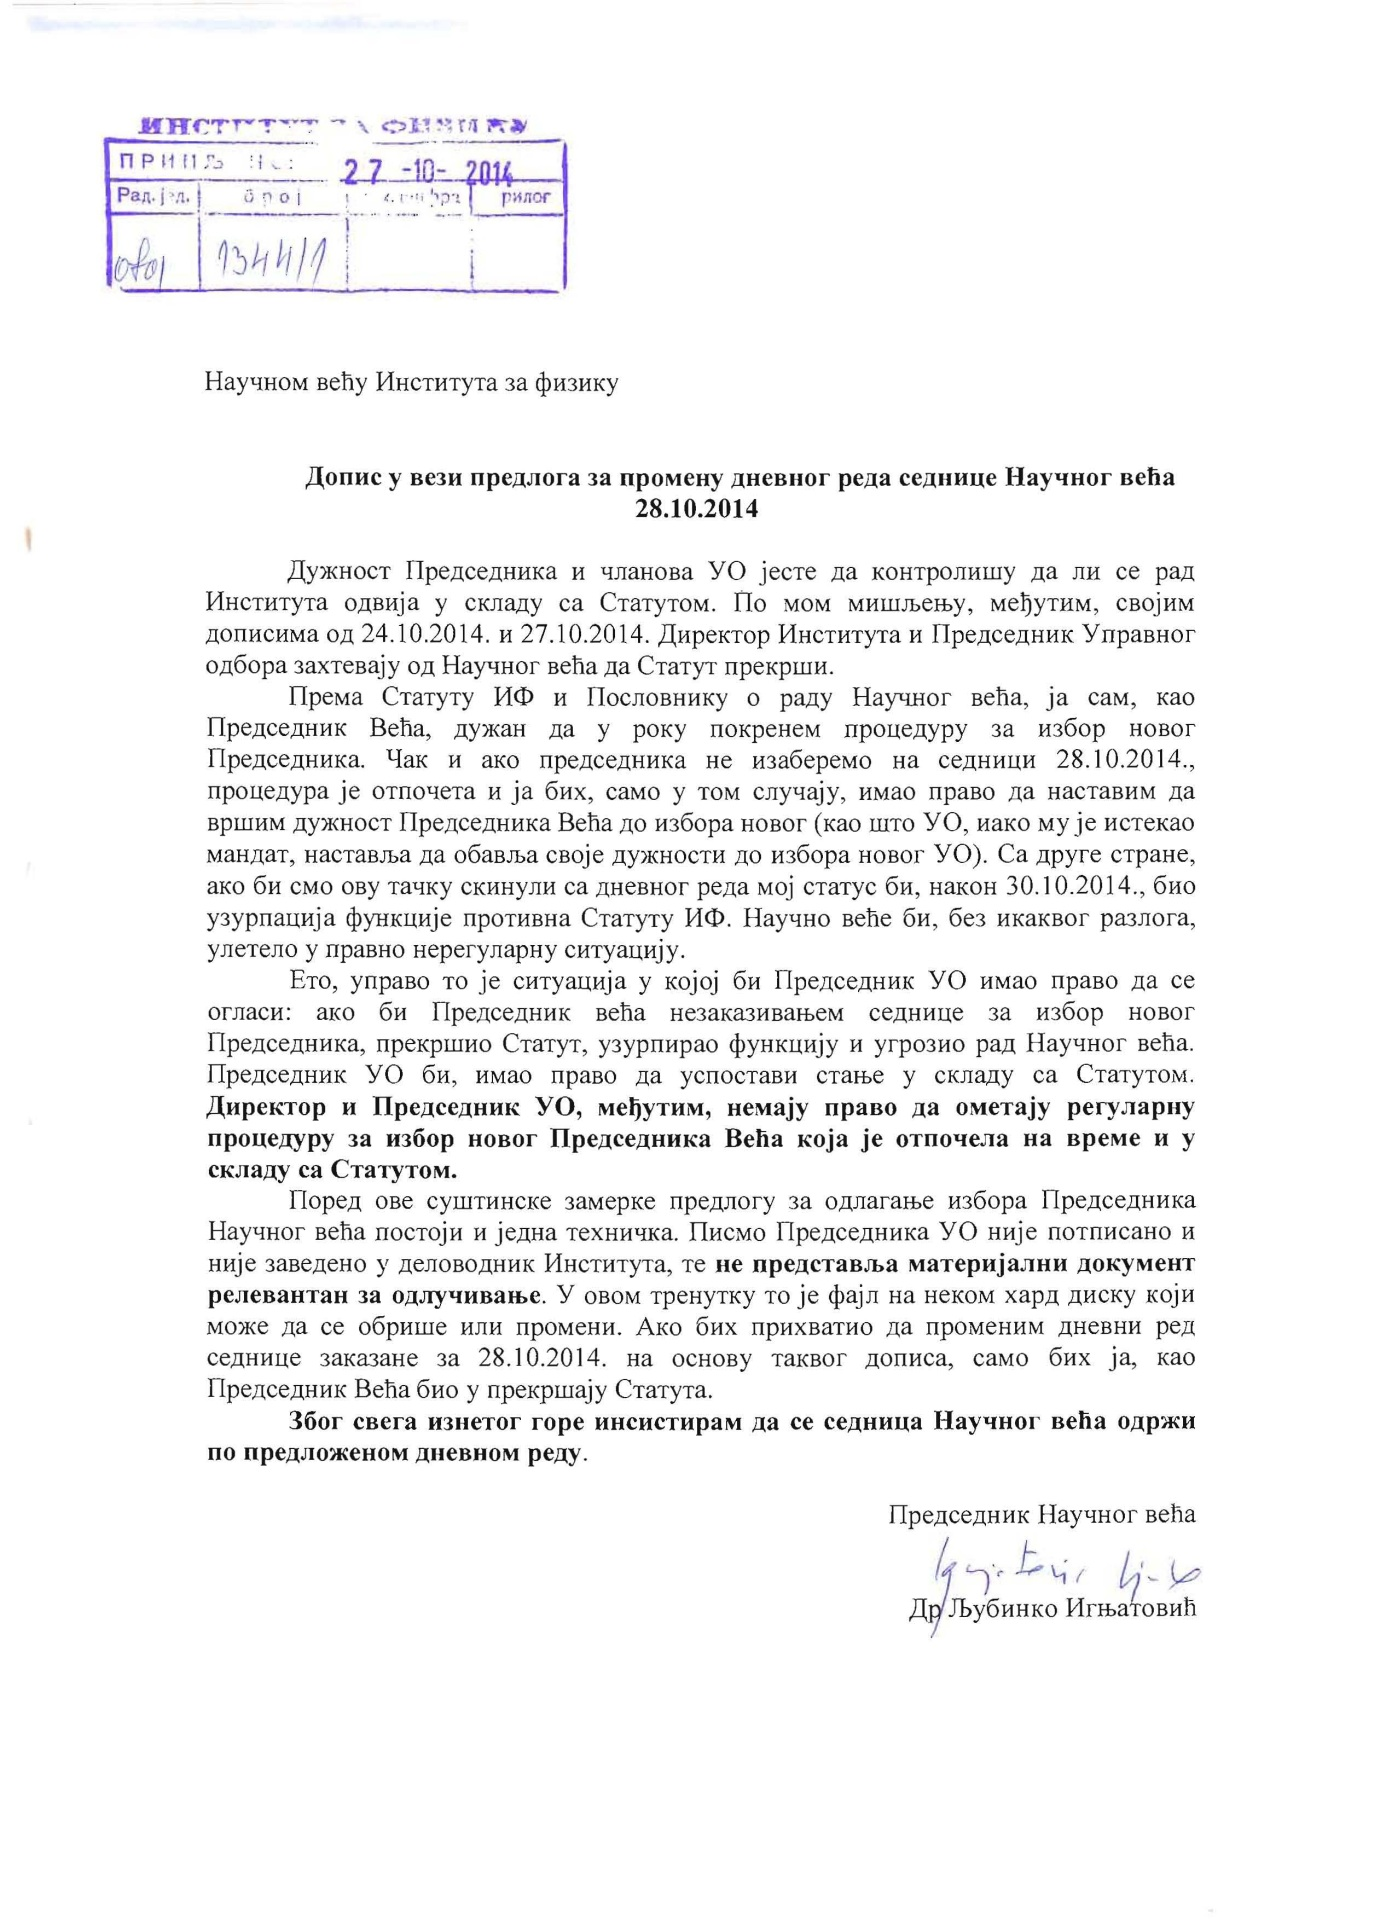 ИНСТИТУТ ЗА ФИЗИКУ
27 -10- 2014
Рад. јед.
број
1344/1
Научном већу Института за физику
Допис у вези предлога за промену дневног реда седнице Научног већа
28.10.2014
Дужност Председника и чланова УО јесте да контролишу да ли се рад
Института одвија у складу са Статутом. По мом мишљењу, међутим, својим
дописима од 24.10.2014. и 27.10.2014. Директор Института и Председник Управног
одбора захтевају од Научног већа да Статут прекрши.
Према Статуту ИФ и Пословнику о раду Научног већа, ја сам, као
Председник Већа, дужан да у року покренем процедуру за избор новог
Председника. Чак и ако председника не изаберемо на седници 28.10.2014.,
процедура је отпочета и ја бих, само у том случају, имао право да наставим да
вршим дужност Председника Већа до избора новог (као што УО, иако му је истекао
мандат, наставља да обавља своје дужности до избора новог УО). Са друге стране,
ако би смо ову тачку скинули са дневног реда мој статус би, након 30.10.2014., био
узурпација функције противна Статуту ИФ. Научно веће би, без икаквог разлога,
улетело у правно нерегуларну ситуацију.
Ето, управо то је ситуација у којој би Председник УО имао право да се
огласи: ако би Председник већа незаказивањем седнице за избор новог
Председника, прекршио Статут, узурпирао функцију и угрозио рад Научног већа.
Председник УО би, имао право да успостави стање у складу са Статутом.
Директор и Председник УО, међутим, немају право да ометају регуларну
процедуру за избор новог Председника Већа која је отпочела на време и у
складу са Статутом.
Поред ове суштинске замерке предлогу за одлагање избора Председника
Научног већа постоји и једна техничка. Писмо Председника УО није потписано и
није заведено у деловодник Института, те не представља материјални документ
релевантан за одлучивање. У овом тренутку то је фајл на неком хард диску који
може да се обрише или промени. Ако бих прихватио да променим дневни ред
седнице заказане за 28.10.2014. на основу таквог дописа, само бих ја, као
Председник Већа био у прекршају Статута.
Због свега изнетог горе инсистирам да се седница Научног већа одржи
по предложеном дневном реду.
Председник Научног већа
Др Љубинко Игњатовић